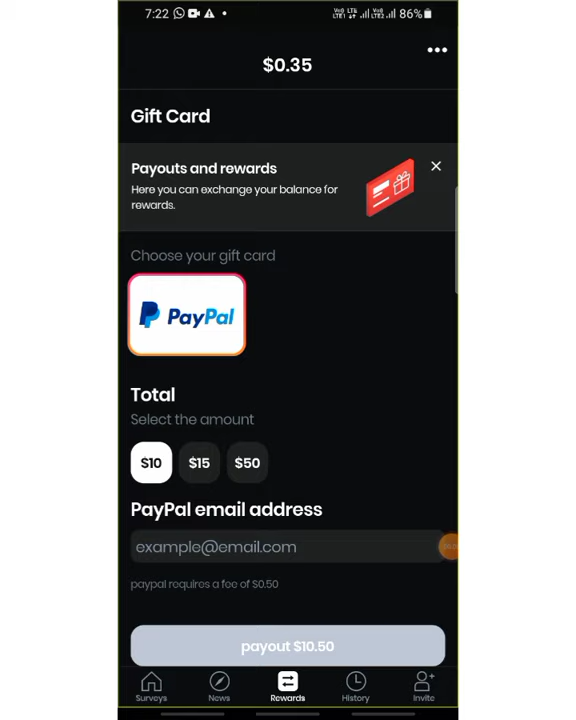 7:22
86%
$0.35
Gift Card
Payouts and rewards
Here you can exchange your balance for
rewards.
Choose your gift card
PayPal
Total
Select the amount
$10 $15 $50
PayPal email address
example@email.com
paypal requires a fee of $0.50
payout $10.50
Surveys News Rewards History Invite